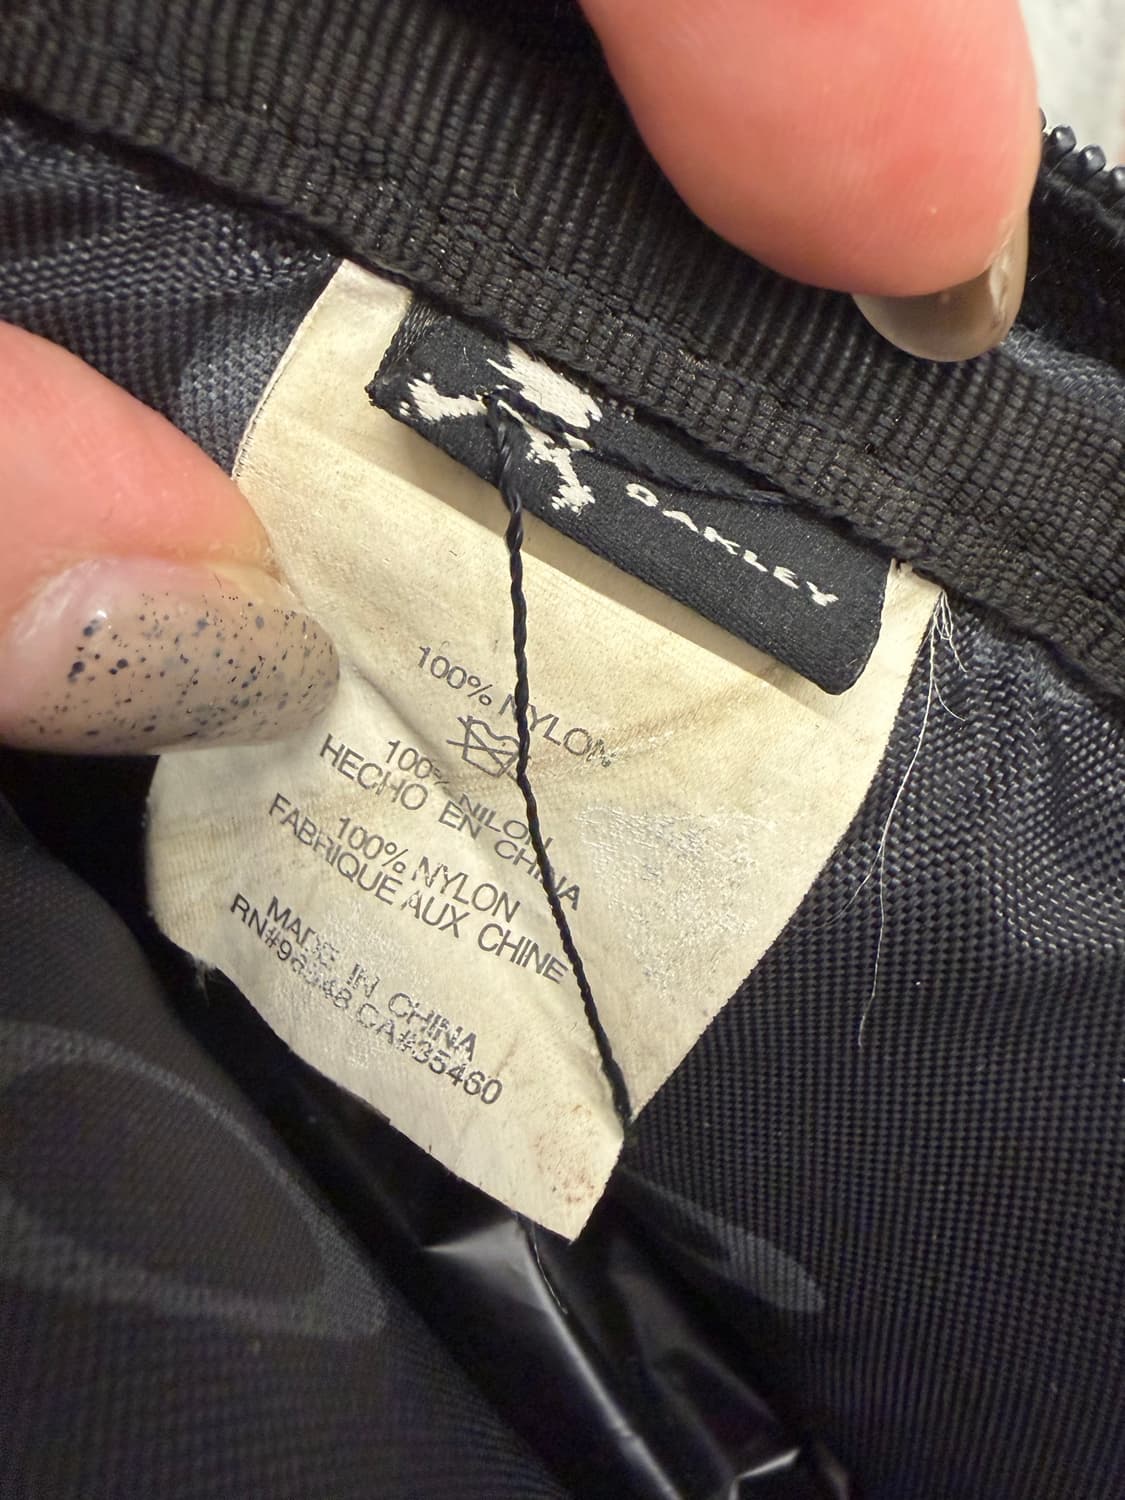 OAKLEY
100% NYLON
100% NILON
HECHO EN CHINA
100% NYLON
FABRIQUE AUX CHINE
MADE IN CHINA
CA#35460